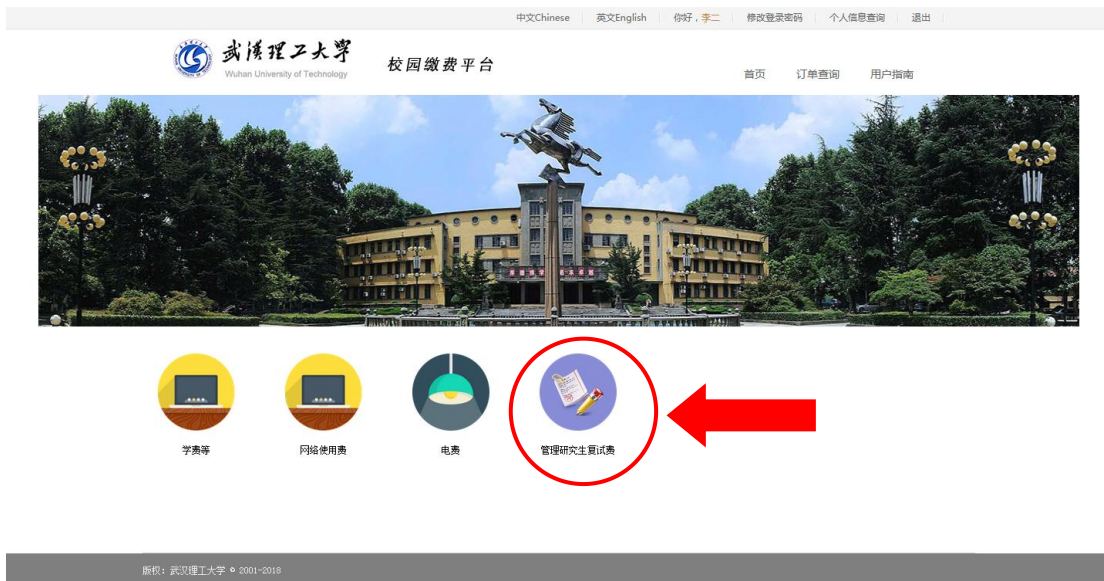 中文Chinese 英文English 你好，李二 修改登录密码 个人信息查询 退出
武汉理工大学
Wuhan University of Technology
校园缴费平台
首页 订单查询 用户指南
学费等 网络使用费 电费 管理研究生复试费
版权：武汉理工大学 © 2001-2018